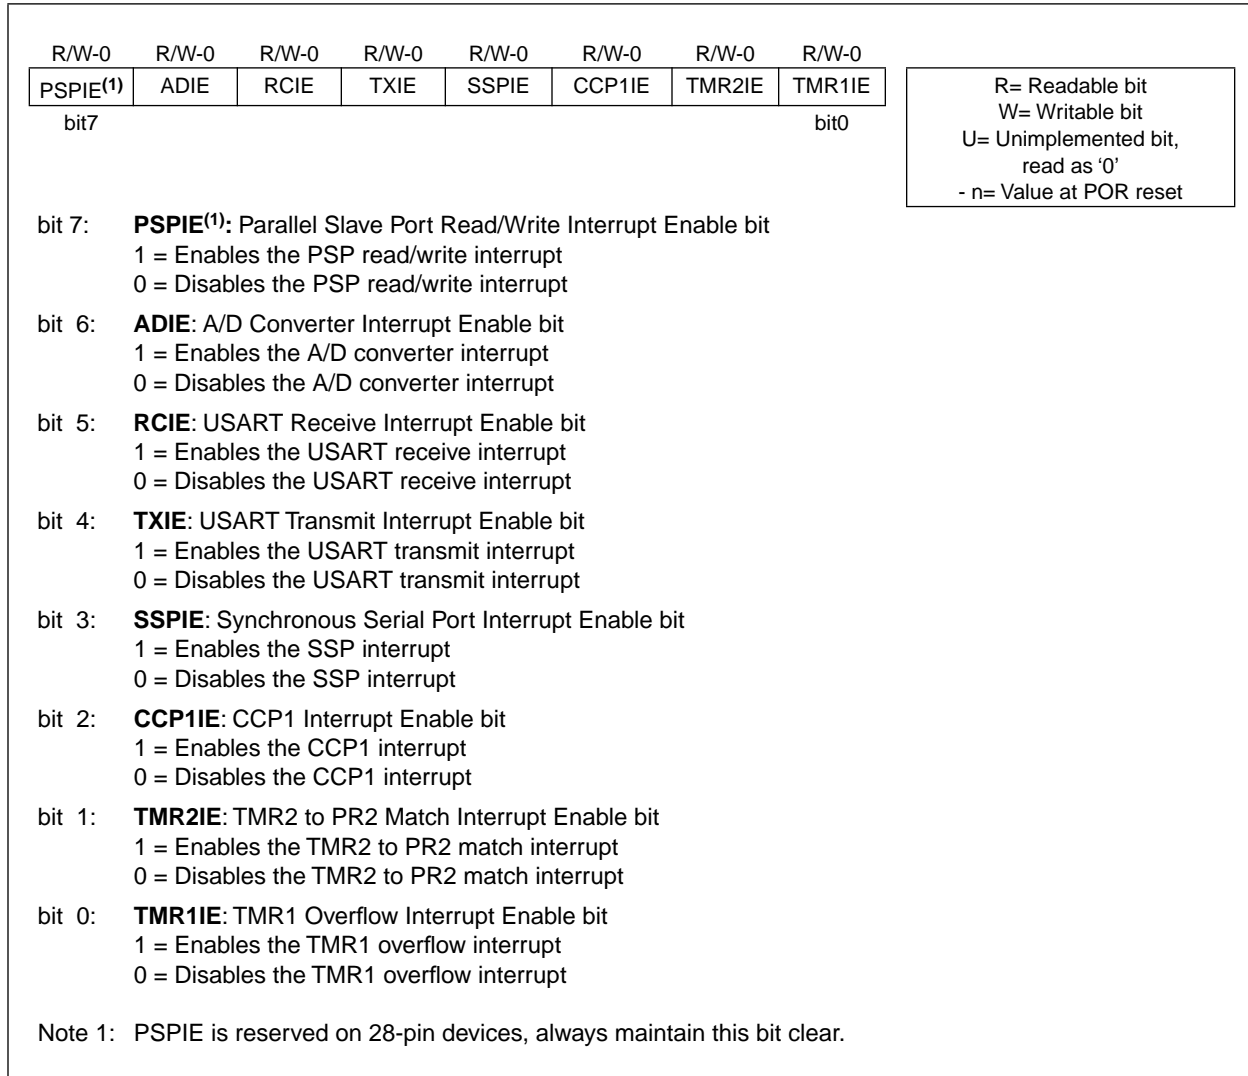 R/W-0 R/W-0 R/W-0 R/W-0 R/W-0 R/W-0 R/W-0 R/W-0
PSPIE(1) ADIE RCIE TXIE SSPIE CCP1IE TMR2IE TMR1IE
bit7 bit0
R= Readable bit
W= Writable bit
U= Unimplemented bit,
read as ‘0’
- n= Value at POR reset
bit 7: PSPIE(1): Parallel Slave Port Read/Write Interrupt Enable bit
1 = Enables the PSP read/write interrupt
0 = Disables the PSP read/write interrupt
bit 6: ADIE: A/D Converter Interrupt Enable bit
1 = Enables the A/D converter interrupt
0 = Disables the A/D converter interrupt
bit 5: RCIE: USART Receive Interrupt Enable bit
1 = Enables the USART receive interrupt
0 = Disables the USART receive interrupt
bit 4: TXIE: USART Transmit Interrupt Enable bit
1 = Enables the USART transmit interrupt
0 = Disables the USART transmit interrupt
bit 3: SSPIE: Synchronous Serial Port Interrupt Enable bit
1 = Enables the SSP interrupt
0 = Disables the SSP interrupt
bit 2: CCP1IE: CCP1 Interrupt Enable bit
1 = Enables the CCP1 interrupt
0 = Disables the CCP1 interrupt
bit 1: TMR2IE: TMR2 to PR2 Match Interrupt Enable bit
1 = Enables the TMR2 to PR2 match interrupt
0 = Disables the TMR2 to PR2 match interrupt
bit 0: TMR1IE: TMR1 Overflow Interrupt Enable bit
1 = Enables the TMR1 overflow interrupt
0 = Disables the TMR1 overflow interrupt
Note 1: PSPIE is reserved on 28-pin devices, always maintain this bit clear.